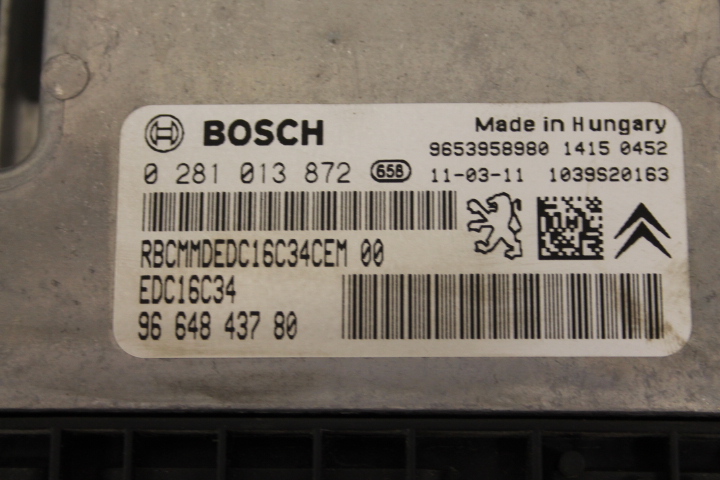 BOSCH
Made in Hungary
9653958980 1415 0452
0 281 013 872 658 11-03-11 1039S20163
RBCMMDEDC16C34CEM 00
EDC16C34
96 648 437 80